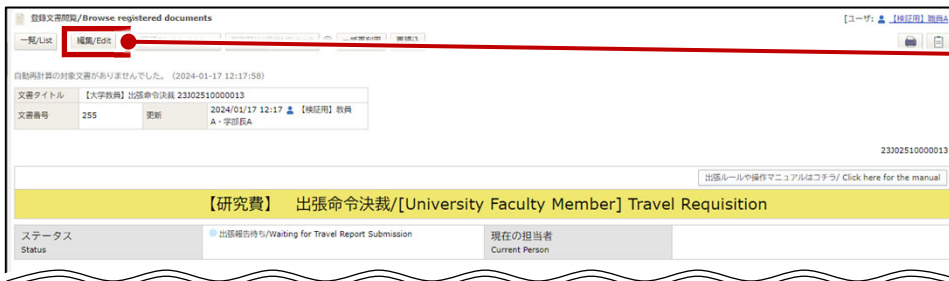 登録文書閲覧/Browse registered documents
[ユーザ: 【検証用】職員A
一覧/List 編集/Edit 一括再利用 再読込
自動再計算の対象文書がありませんでした。 (2024-01-17 12:17:58)
文書タイトル 【大学教員】出張命令決裁 23J02510000013
文書番号 255 更新 2024/01/17 12:17 【検証用】教員A・学部長A
23J02510000013
出張ルールや操作マニュアルはコチラ/ Click here for the manual
【研究費】 出張命令決裁/[University Faculty Member] Travel Requisition
ステータス 出張報告待ち/Waiting for Travel Report Submission 現在の担当者
Status Current Person